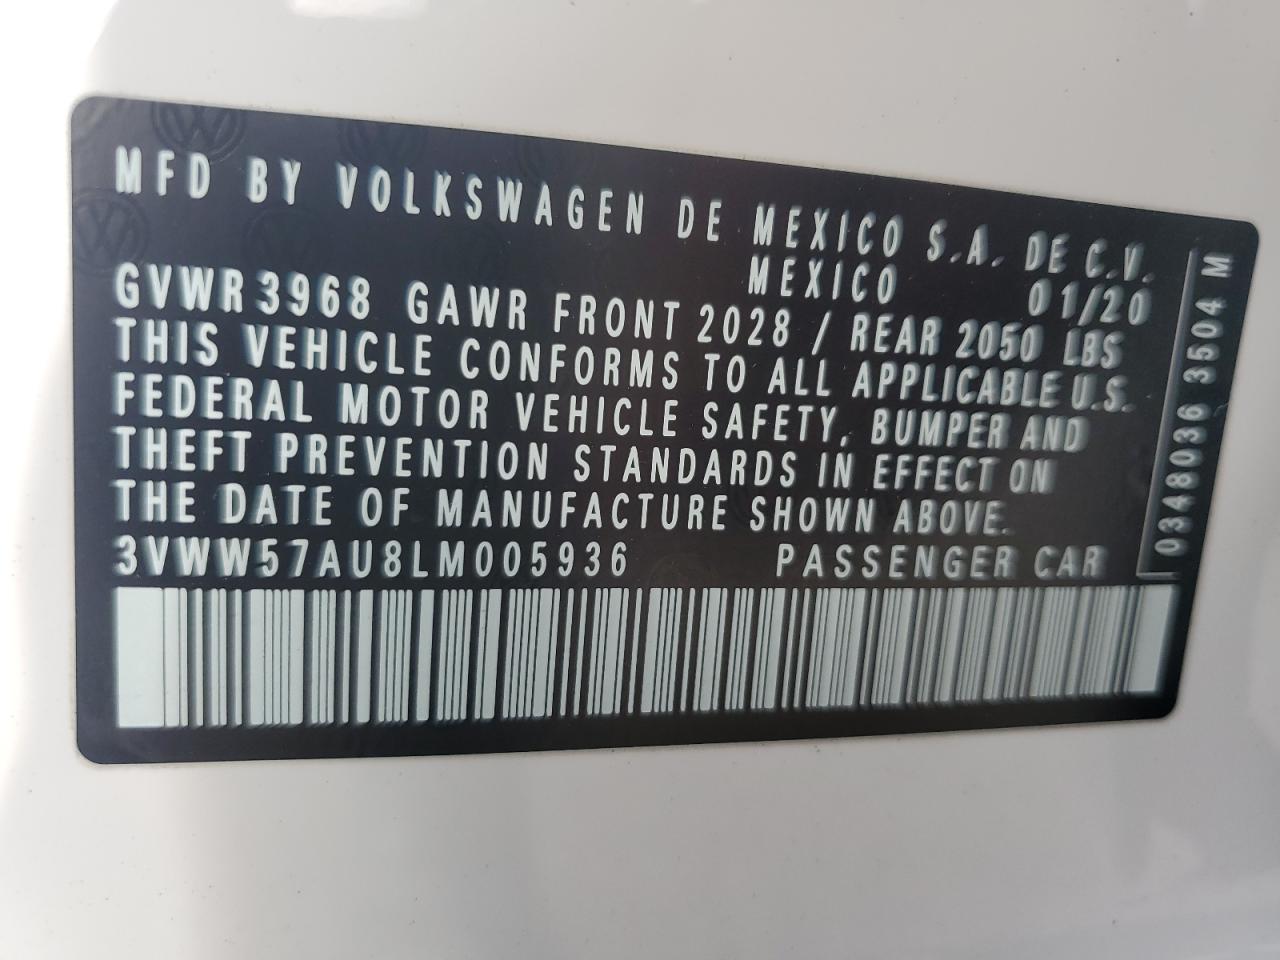 MFD BY VOLKSWAGEN DE MEXICO S.A. DE C.V.
MEXICO 01/20
GVWR 3968 GAWR FRONT 2028 / REAR 2050 LBS
THIS VEHICLE CONFORMS TO ALL APPLICABLE U.S.
FEDERAL MOTOR VEHICLE SAFETY, BUMPER AND
THEFT PREVENTION STANDARDS IN EFFECT ON
THE DATE OF MANUFACTURE SHOWN ABOVE.
3VWW57AU8LM005936 PASSENGER CAR
0348036 3504 M